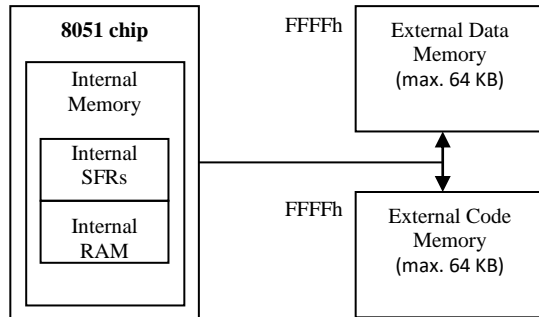 8051 chip
Internal
Memory
Internal
SFRs
Internal
RAM
FFFFh
External Data
Memory
(max. 64 KB)
FFFFh
External Code
Memory
(max. 64 KB)